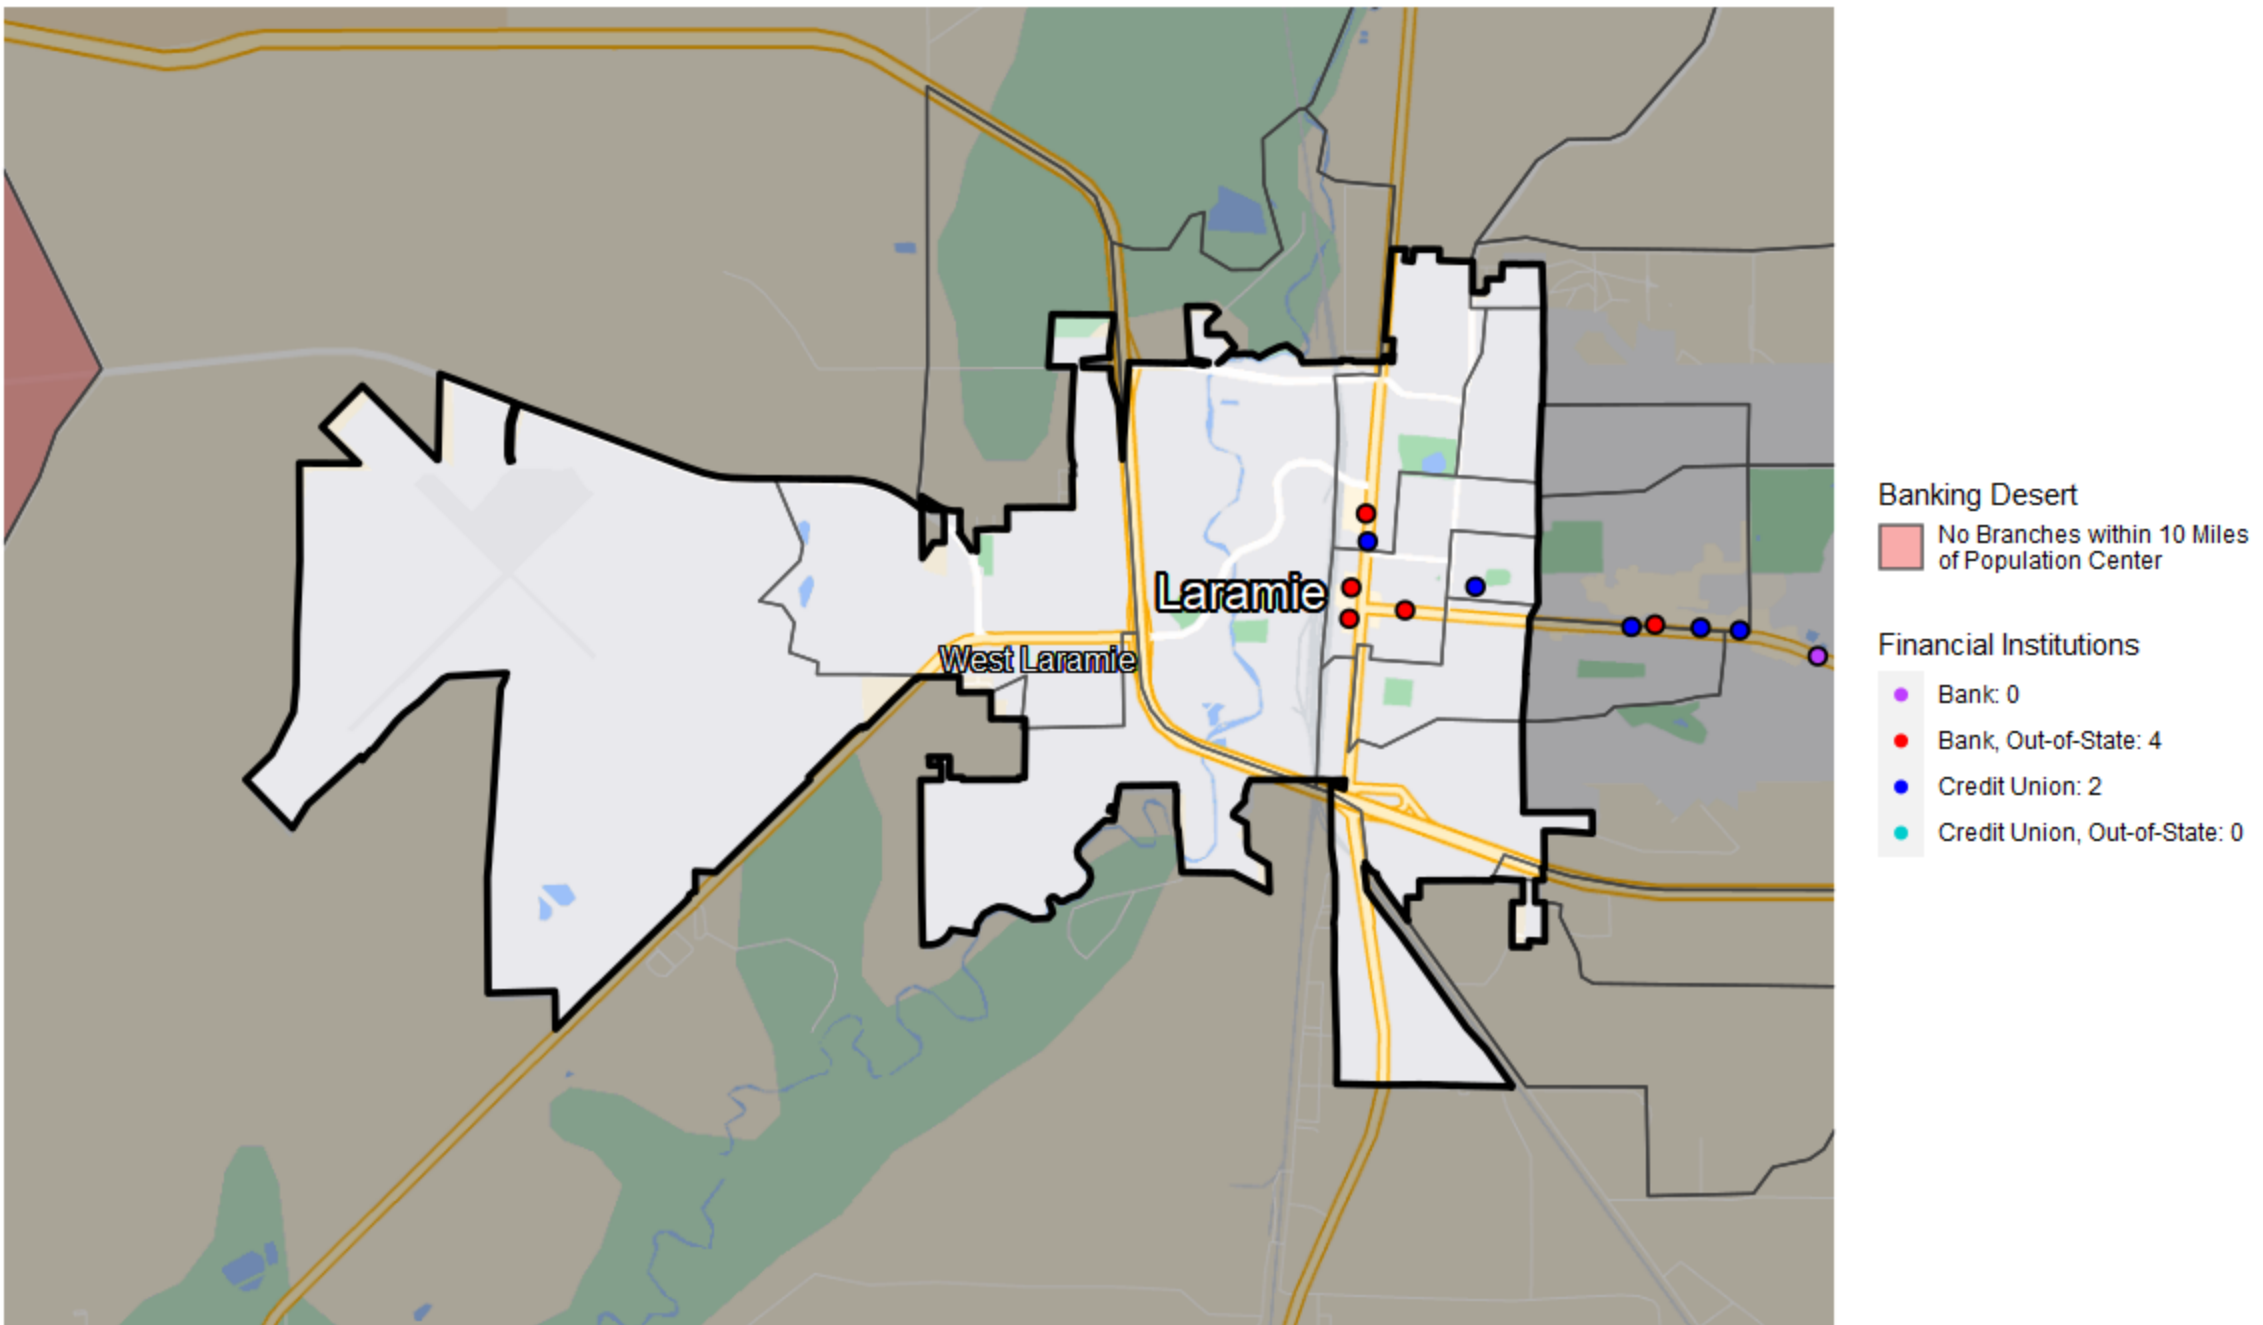 Laramie
West Laramie
Banking Desert
No Branches within 10 Miles
of Population Center
Financial Institutions
Bank: 0
Bank, Out-of-State: 4
Credit Union: 2
Credit Union, Out-of-State: 0